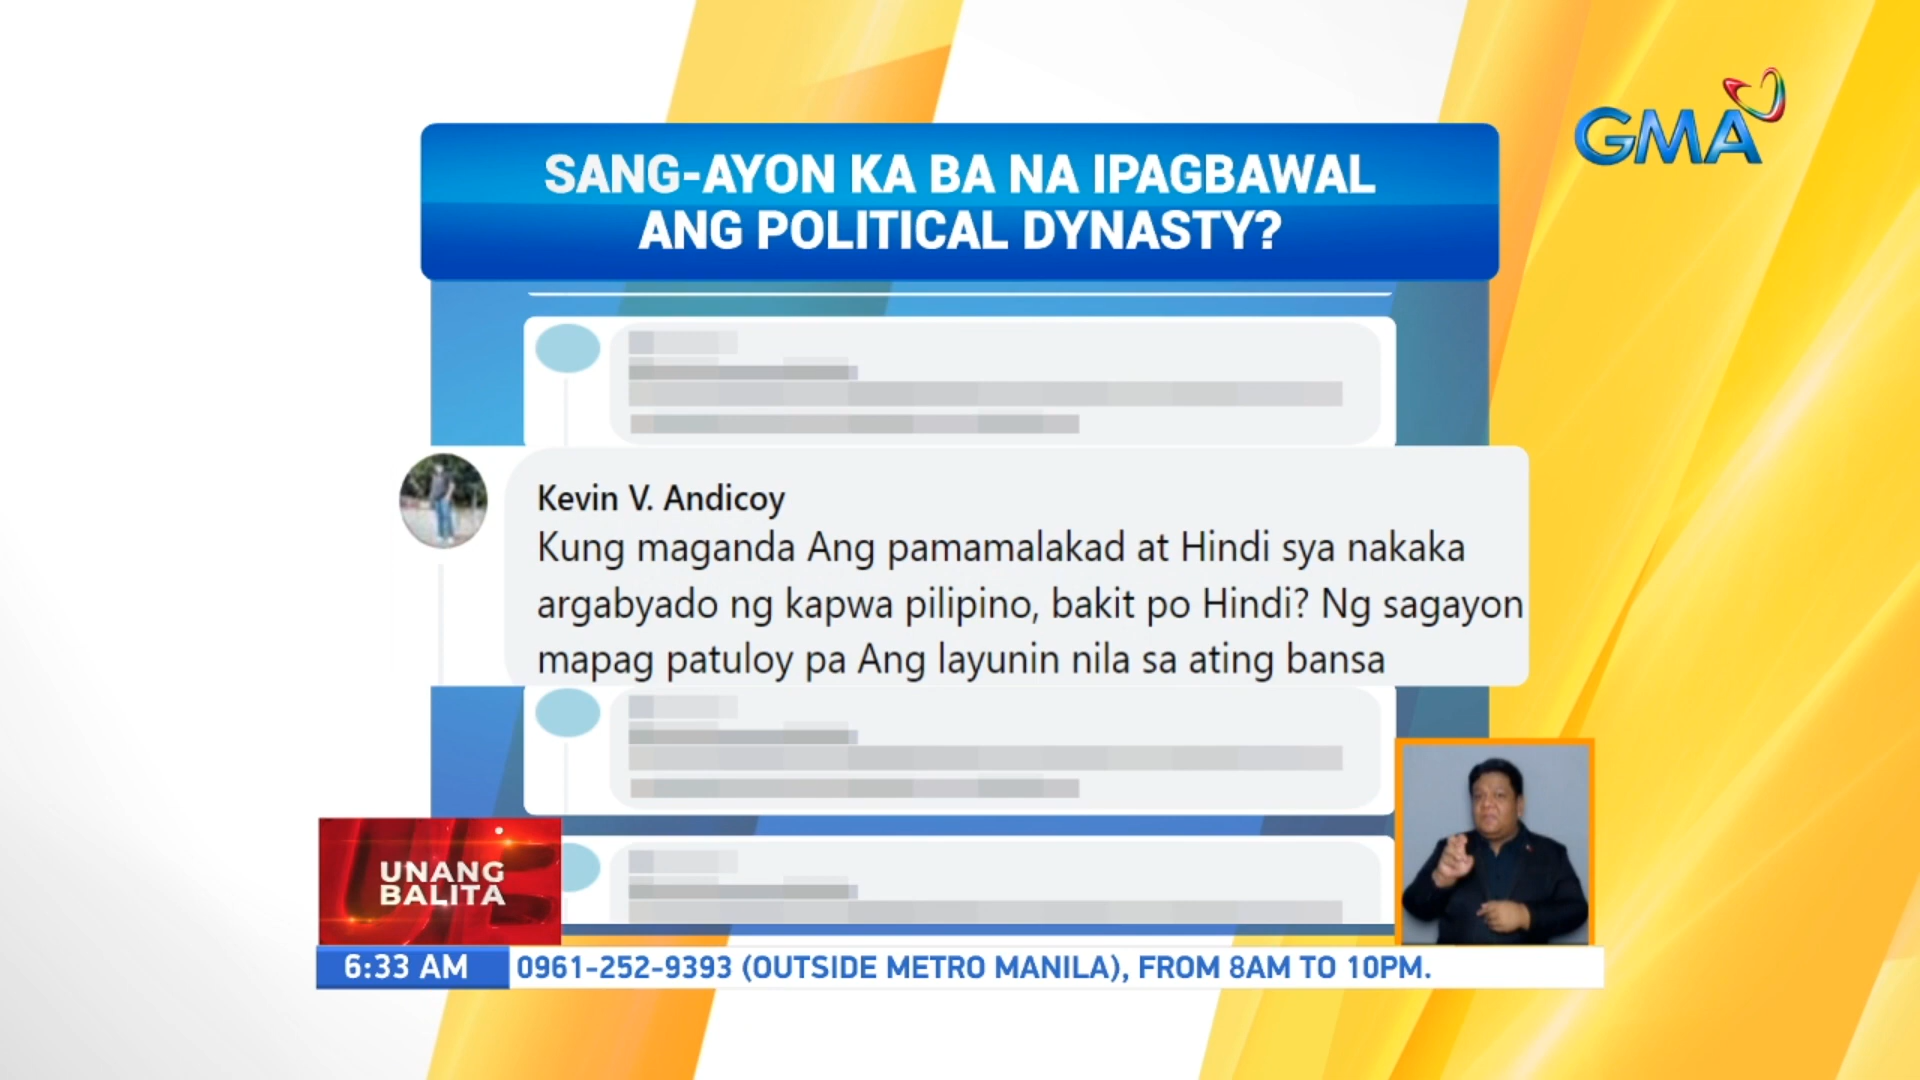 GMA
SANG-AYON KA BA NA IPAGBAWAL
ANG POLITICAL DYNASTY?
Kevin V. Andicoy
Kung maganda Ang pamamalakad at Hindi sya nakaka
argabyado ng kapwa pilipino, bakit po Hindi? Ng sagayon
mapag patuloy pa Ang layunin nila sa ating bansa
UNANG
BALITA
6:33 AM
0961-252-9393 (OUTSIDE METRO MANILA), FROM 8AM TO 10PM.